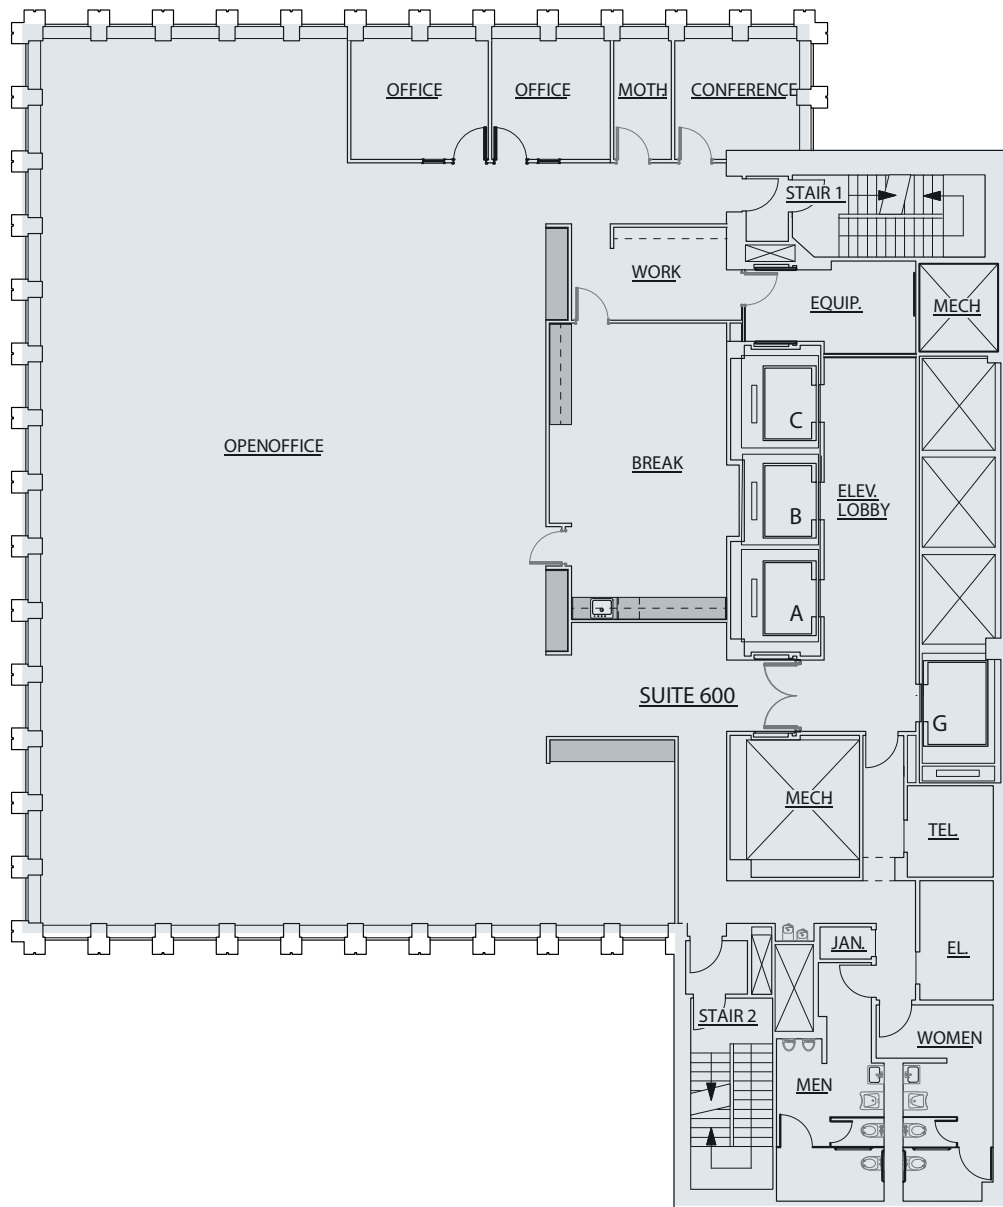 OFFICE
OFFICE
MOTH.
CONFERENCE
STAIR 1
WORK
EQUIP.
MECH.
C
OPENOFFICE
BREAK
ELEV.
LOBBY
B
A
SUITE 600
G
MECH.
TEL.
JAN.
EL.
STAIR 2
WOMEN
MEN